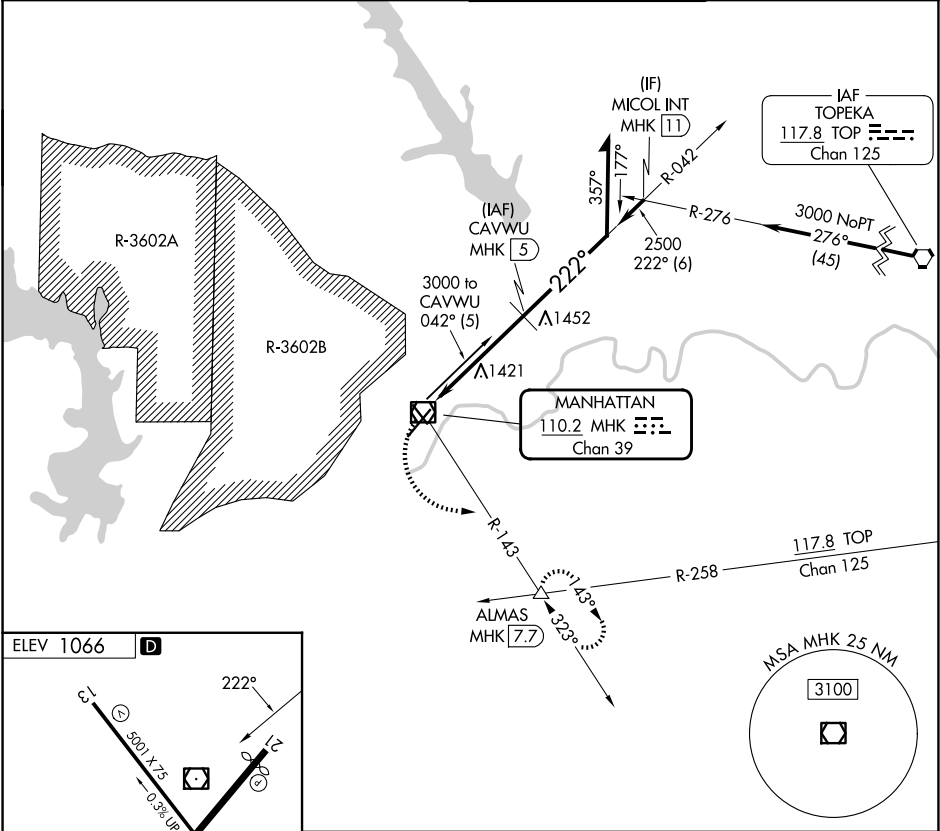 (IF)
MICOL INT
MHK 11
IAF
TOPEKA
117.8 TOP
Chan 125
R-042
357°
177°
R-276
3000 NoPT
276°
(45)
2500
222° (6)
(IAF)
CAVWU
MHK 5
222°
3000 to
CAVWU
042° (5)
Λ1452
Λ1421
R-3602A
R-3602B
MANHATTAN
110.2 MHK
Chan 39
R-143
117.8 TOP
Chan 125
R-258
ALMAS
MHK 7.7
143°
323°
MSA MHK 25 NM
3100
ELEV 1066 D
222°
13
V
5001 X 75
0.3% UP
21
P